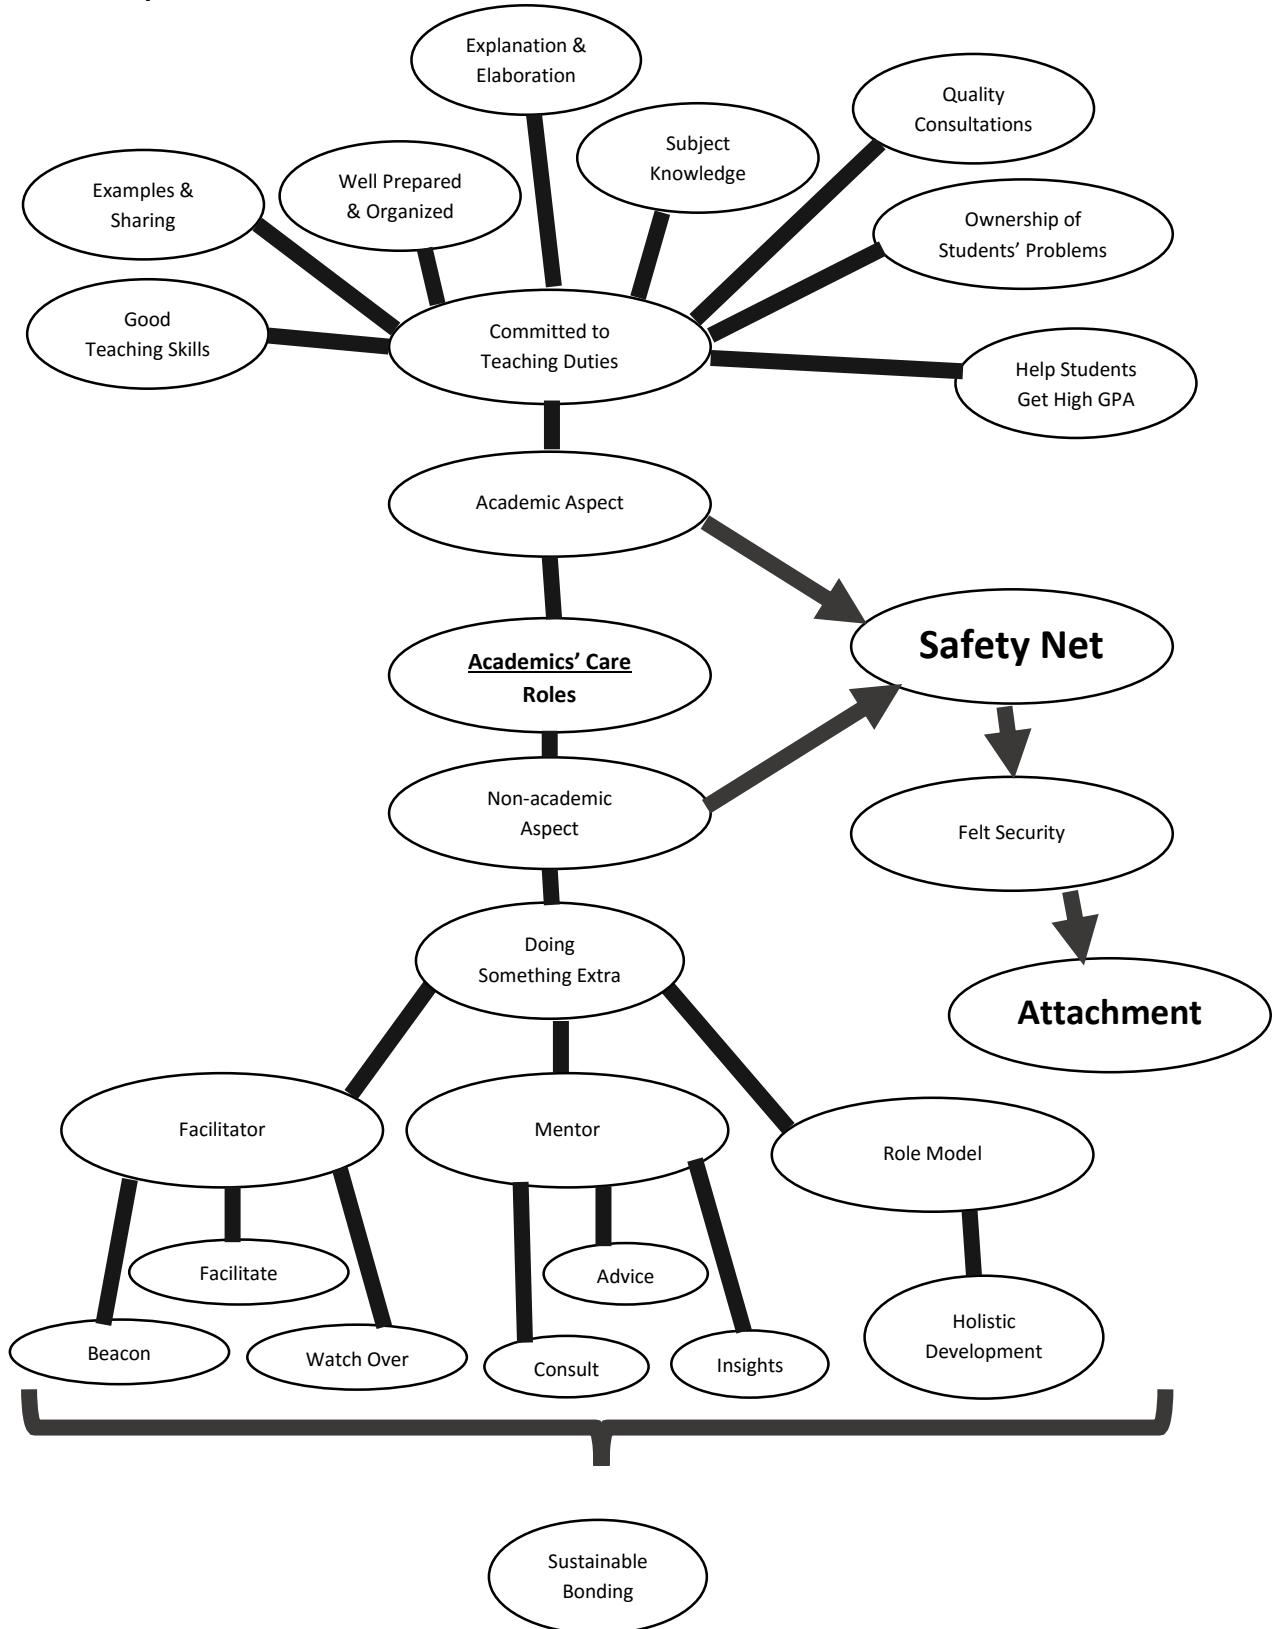 Explanation &
Elaboration
Quality
Consultations
Subject
Knowledge
Well Prepared
& Organized
Examples &
Sharing
Ownership of
Students’ Problems
Good
Teaching Skills
Committed to
Teaching Duties
Help Students
Get High GPA
Academic Aspect
Safety Net
Academics’ Care
Roles
Non-academic
Aspect
Felt Security
Doing
Something Extra
Attachment
Facilitator
Mentor
Role Model
Facilitate
Advice
Beacon
Watch Over
Consult
Insights
Holistic
Development
Sustainable
Bonding